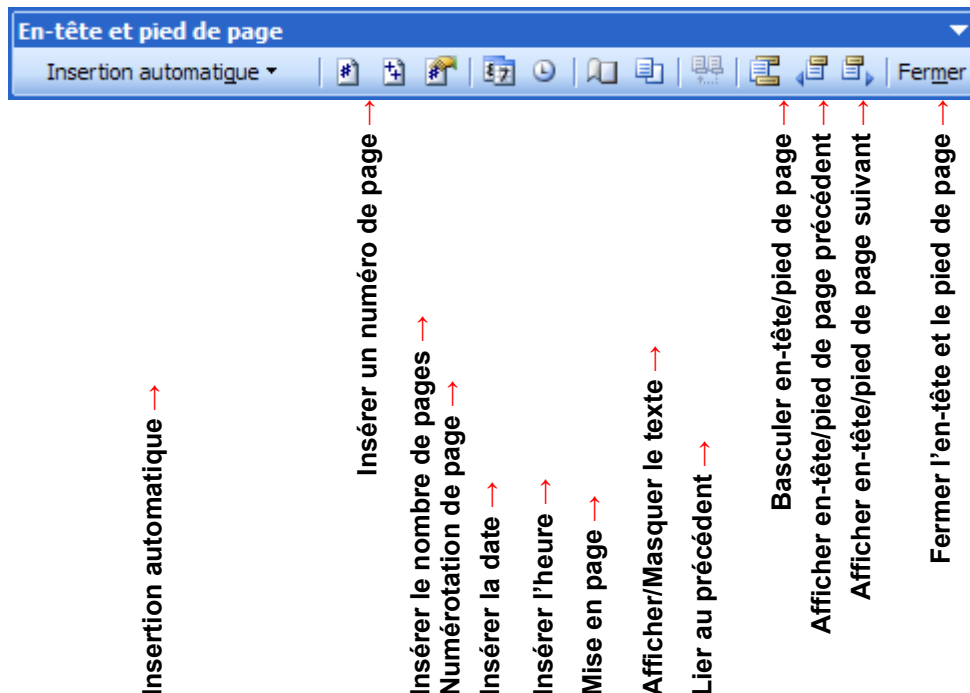 En-tête et pied de page
Insertion automatique
Fermer
Insertion automatique →
Insérer un numéro de page →
Insérer le nombre de pages →
Numérotation de page →
Insérer la date →
Insérer l’heure →
Mise en page →
Afficher/Masquer le texte →
Lier au précédent →
Basculer en-tête/pied de page →
Afficher en-tête/pied de page précédent →
Afficher en-tête/pied de page suivant →
Fermer l’en-tête et le pied de page →